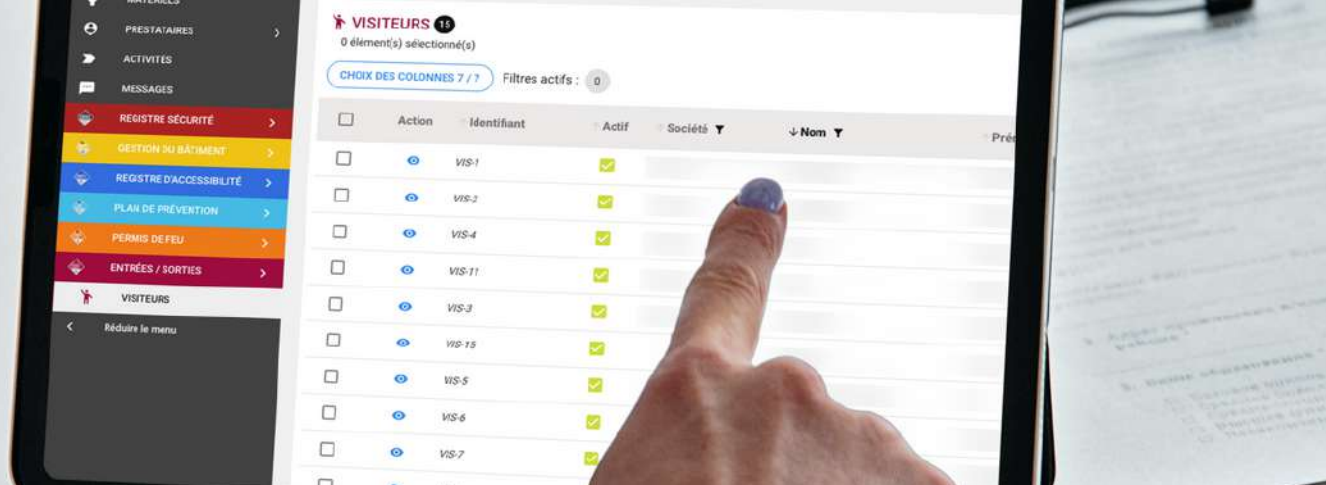 MATÉRIELS
PRESTATAIRES
ACTIVITÉS
MESSAGES
REGISTRE SÉCURITÉ
GESTION DU BÂTIMENT
REGISTRE D'ACCESSIBILITÉ
PLAN DE PRÉVENTION
PERMIS DE FEU
ENTRÉES / SORTIES
VISITEURS
Réduire le menu
VISITEURS 15
0 élément(s) sélectionné(s)
CHOIX DES COLONNES 7 / 7 Filtres actifs : 0
Action Identifiant Actif Société Nom Pré
VIS-1
VIS-2
VIS-4
VIS-11
VIS-3
VIS-15
VIS-5
VIS-6
VIS-7